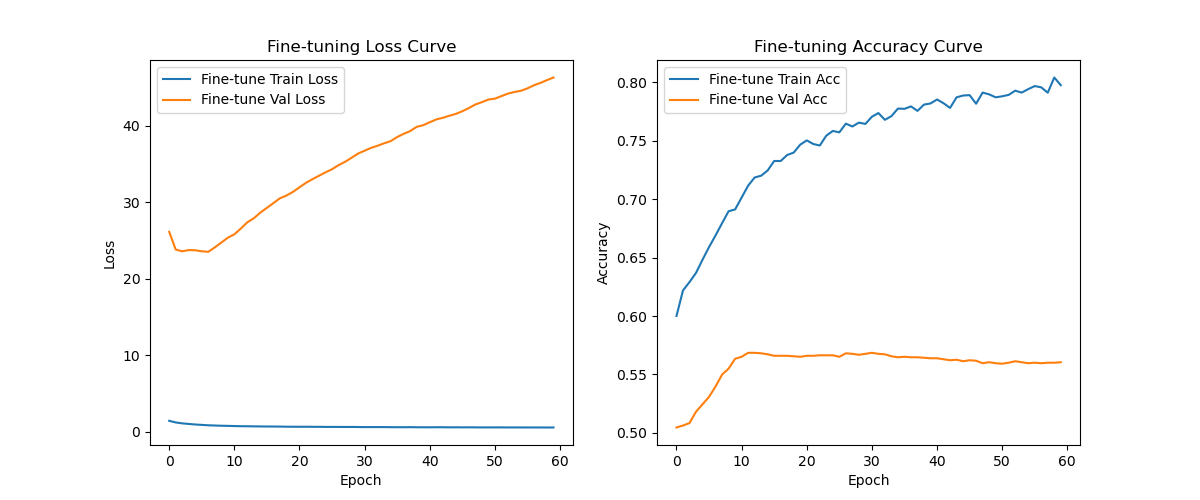 Fine-tuning Loss Curve
Fine-tune Train Loss
Fine-tune Val Loss
40
30
20
10
0
Loss
0 10 20 30 40 50 60
Epoch
Fine-tuning Accuracy Curve
Fine-tune Train Acc
Fine-tune Val Acc
0.80
0.75
0.70
0.65
0.60
0.55
0.50
Accuracy
0 10 20 30 40 50 60
Epoch